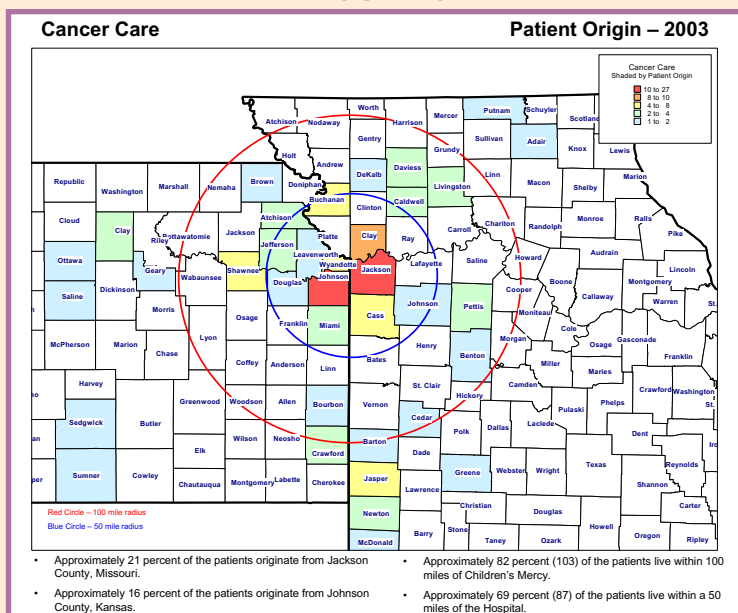 Cancer Care
Patient Origin – 2003
Cancer Care
Shaded by Patient Origin
10 to 27
8 to 10
4 to 8
2 to 4
1 to 2
Worth
Putnam
Schuyler
Atchison
Nodaway
Harrison
Mercer
Scotland
Gentry
Sullivan
Adair
Holt
Grundy
Knox
Lewis
Andrew
Daviess
Linn
Republic
Washington
Marshall
Nemaha
Brown
Doniphan
DeKalb
Livingston
Macon
Shelby
Marion
Buchanan
Clinton
Caldwell
Cloud
Clay
Riley
Pottawatomie
Jackson
Atchison
Jefferson
Platte
Clay
Ray
Carroll
Chariton
Randolph
Monroe
Ralls
Pike
Leavenworth
Wyandotte
Ottawa
Geary
Wabaunsee
Shawnee
Johnson
Jackson
Lafayette
Saline
Howard
Audrain
Lincoln
Saline
Dickinson
Douglas
Johnson
Cooper
Boone
Callaway
Montgomery
Warren
St.
Morris
Osage
Franklin
Miami
Cass
Pettis
Moniteau
Cole
Osage
Gasconade
McPherson
Marion
Chase
Lyon
Coffey
Anderson
Linn
Bates
Henry
Benton
Morgan
Miller
Maries
Franklin
Harvey
Greenwood
Woodson
Allen
Bourbon
Vernon
St. Clair
Hickory
Camden
Pulaski
Phelps
Crawford
Washington
St.
Sedgwick
Butler
Wilson
Neosho
Cedar
Polk
Dallas
Laclede
Dent
Elk
Crawford
Barton
Dade
Sumner
Cowley
Chautauqua
Montgomery
Labette
Cherokee
Jasper
Greene
Webster
Wright
Texas
Reynolds
Shannon
Lawrence
Red Circle – 100 mile radius
Newton
Christian
Douglas
Carter
Blue Circle – 50 mile radius
McDonald
Barry
Stone
Taney
Ozark
Howell
Oregon
Ripley
• Approximately 21 percent of the patients originate from Jackson
County, Missouri.
• Approximately 16 percent of the patients originate from Johnson
County, Kansas.
• Approximately 82 percent (103) of the patients live within 100
miles of Children's Mercy.
• Approximately 69 percent (87) of the patients live within a 50
miles of the Hospital.